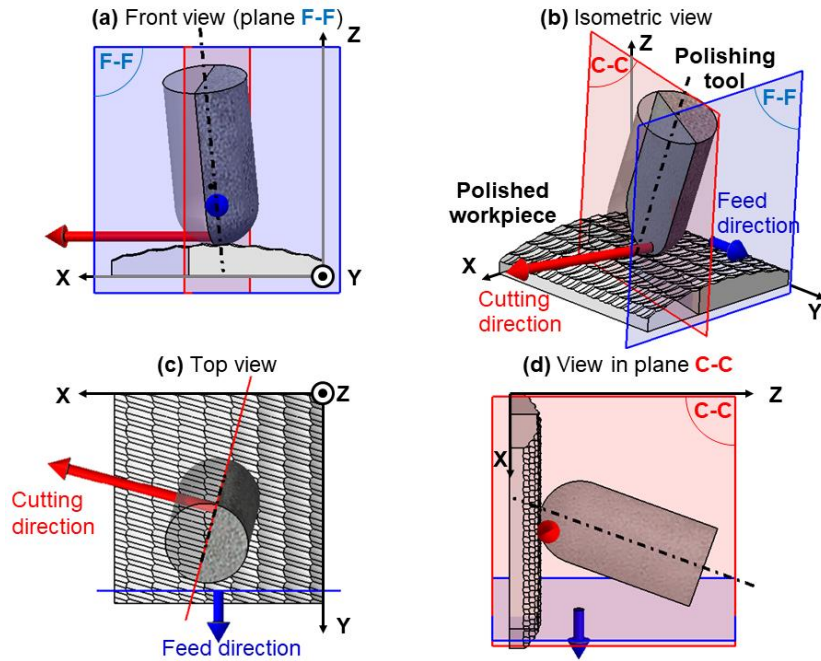 (a) Front view (plane F-F)
Z
F-F
X
Y
(b) Isometric view
Z
Polishing
tool
C-C
F-F
Polished
workpiece
Feed
direction
X
Cutting
direction
Y
(c) Top view
X
Z
Cutting
direction
Y
Feed direction
(d) View in plane C-C
Z
C-C
X